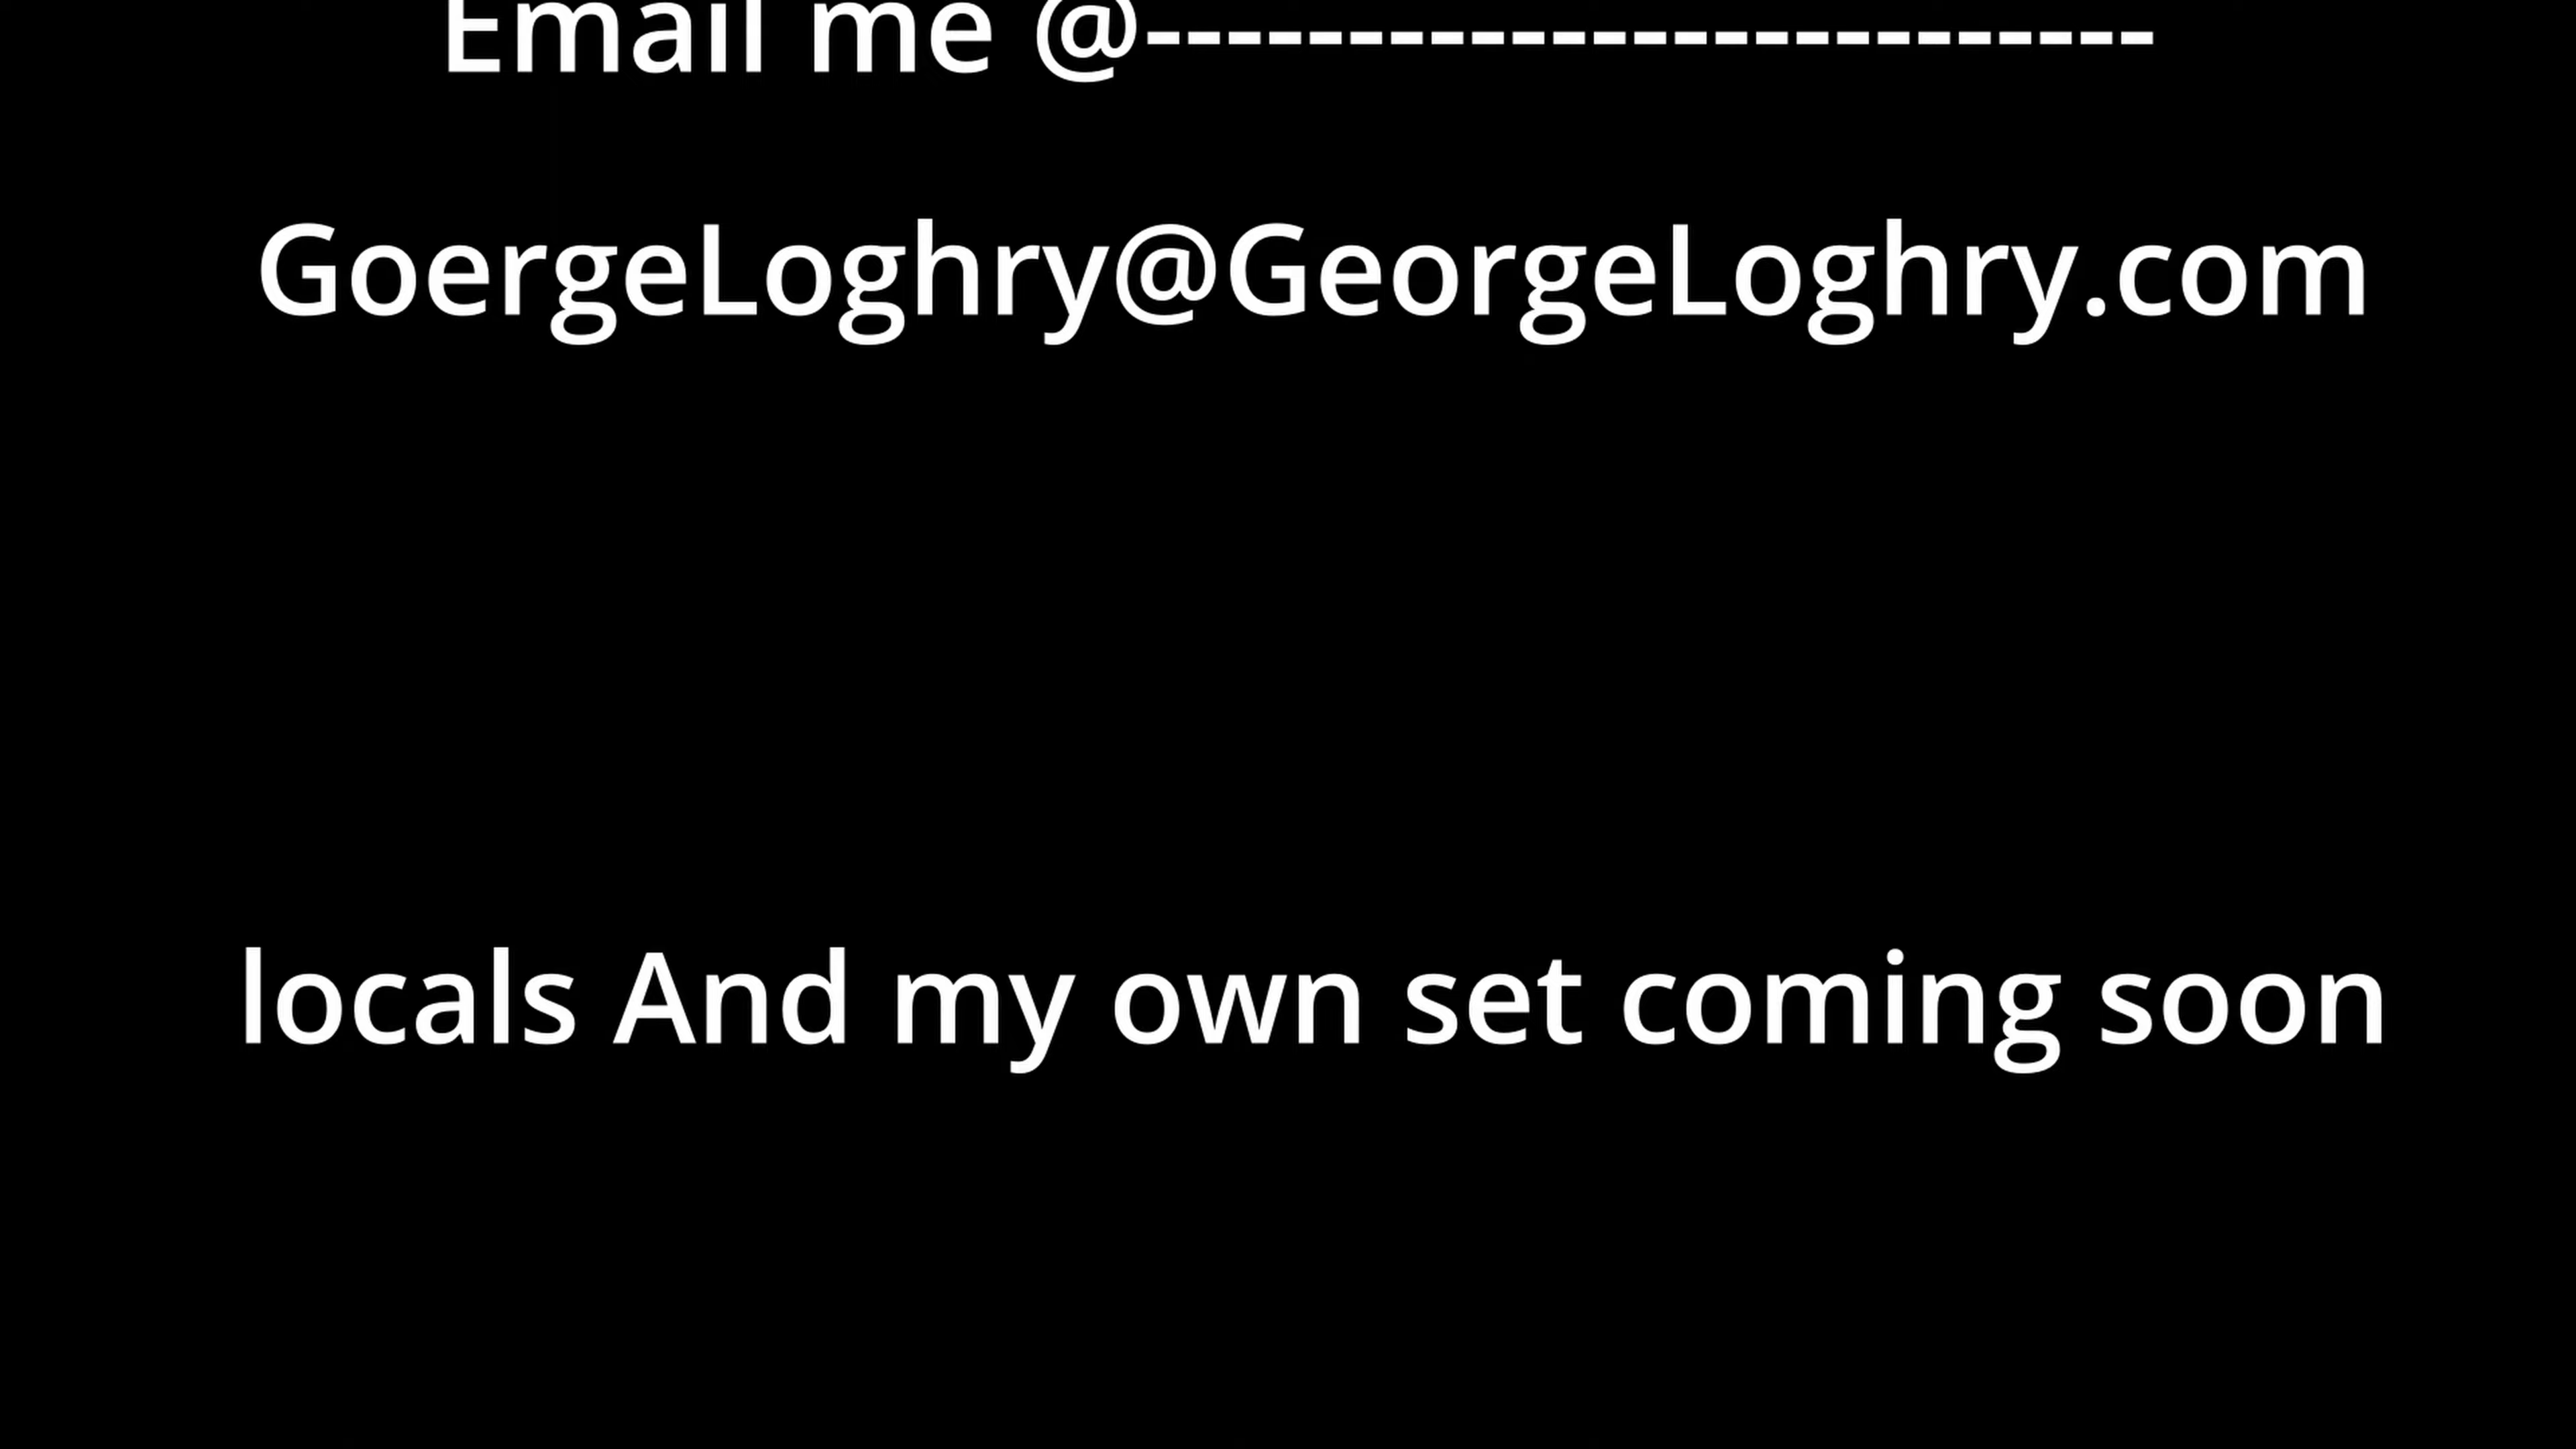 Email me @-------------------------
GoergeLoghry@GeorgeLoghry.com
locals And my own set coming soon